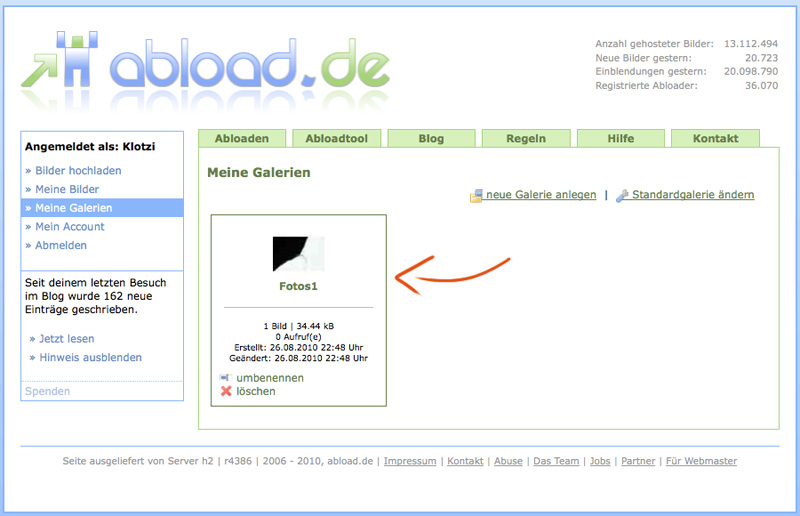 abload.de
Anzahl gehosteter Bilder: 13.112.494
Neue Bilder gestern: 20.723
Einblendungen gestern: 20.098.790
Registrierte Abloader: 36.070
Angemeldet als: Klotzi
» Bilder hochladen
» Meine Bilder
» Meine Galerien
» Mein Account
» Abmelden
Seit deinem letzten Besuch
im Blog wurde 162 neue
Einträge geschrieben.
» Jetzt lesen
» Hinweis ausblenden
Spenden
Abloaden Abloadtool Blog Regeln Hilfe Kontakt
Meine Galerien
neue Galerie anlegen | Standardgalerie ändern
Fotos1
1 Bild | 34.44 kB
0 Aufruf(e)
Erstellt: 26.08.2010 22:48 Uhr
Geändert: 26.08.2010 22:48 Uhr
umbenennen
löschen
Seite ausgeliefert von Server h2 | r4386 | 2006 - 2010, abload.de | Impressum | Kontakt | Abuse | Das Team | Jobs | Partner | Für Webmaster